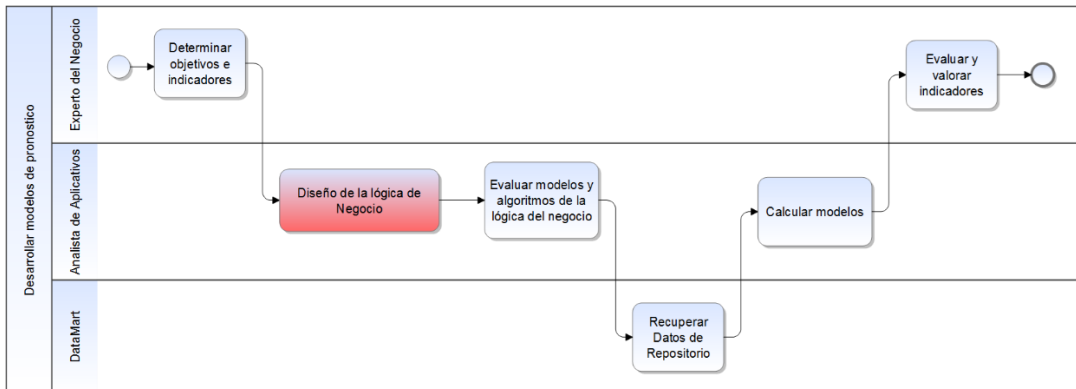 Desarrollar modelos de pronostico
Experto del Negocio
Determinar
objetivos e
indicadores
Evaluar y
valorar
indicadores
Analista de Aplicativos
Diseño de la lógica de
Negocio
Evaluar modelos y
algoritmos de la
lógica del negocio
Calcular modelos
DataMart
Recuperar
Datos de
Repositorio